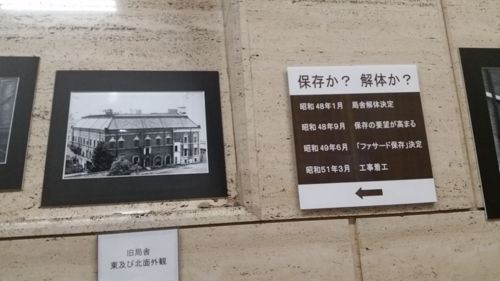 保存か? 解体か?
昭和48年1月 局舎解体決定
昭和48年9月 保存の要望が高まる
昭和49年6月 「ファサード保存」決定
昭和51年3月 工事着工
旧局舎
東及び北面外観